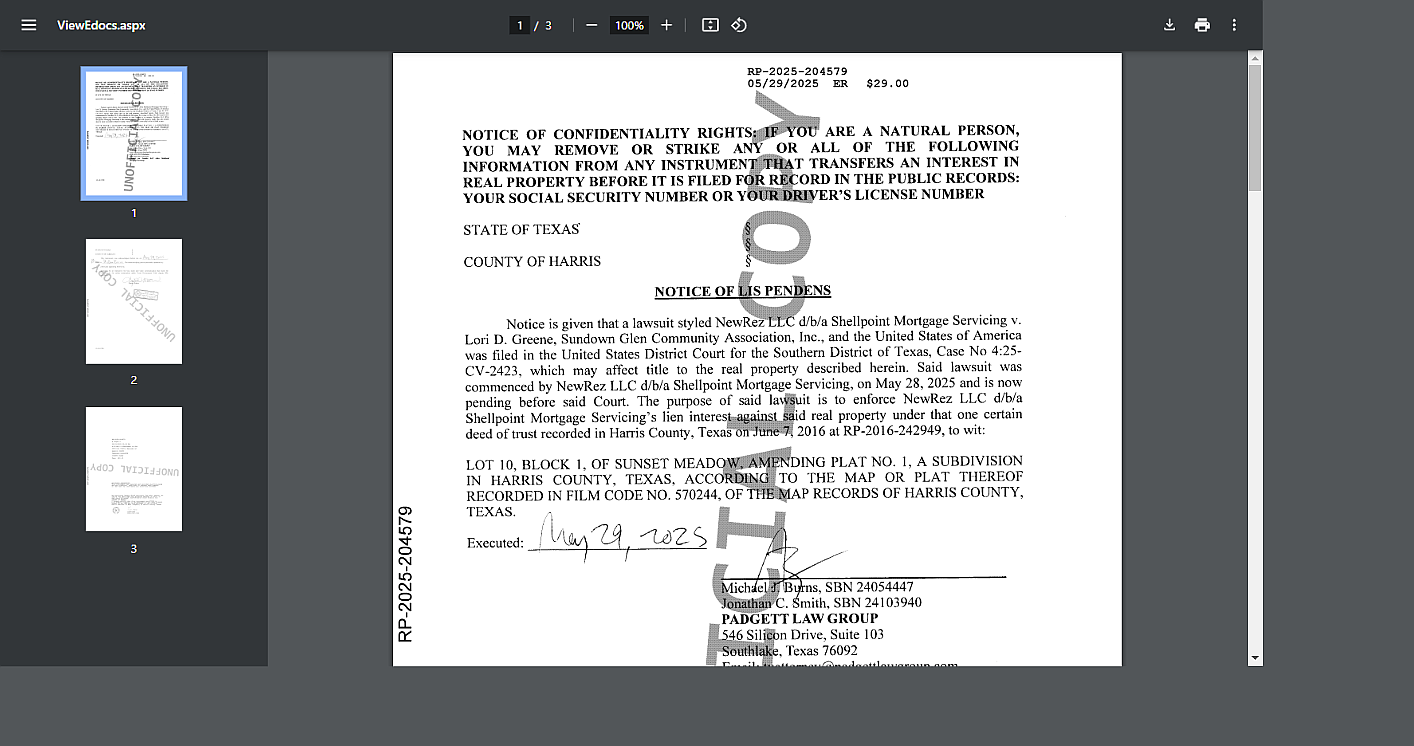 ViewEdocs.aspx
1 / 3
100%
1
2
3
RP-2025-204579
05/29/2025 ER $29.00
NOTICE OF CONFIDENTIALITY RIGHTS: IF YOU ARE A NATURAL PERSON,
YOU MAY REMOVE OR STRIKE ANY OR ALL OF THE FOLLOWING
INFORMATION FROM ANY INSTRUMENT THAT TRANSFERS AN INTEREST IN
REAL PROPERTY BEFORE IT IS FILED FOR RECORD IN THE PUBLIC RECORDS:
YOUR SOCIAL SECURITY NUMBER OR YOUR DRIVER'S LICENSE NUMBER
STATE OF TEXAS §
§
COUNTY OF HARRIS §
NOTICE OF LIS PENDENS
Notice is given that a lawsuit styled NewRez LLC d/b/a Shellpoint Mortgage Servicing v.
Lori D. Greene, Sundown Glen Community Association, Inc., and the United States of America
was filed in the United States District Court for the Southern District of Texas, Case No 4:25-
CV-2423, which may affect title to the real property described herein. Said lawsuit was
commenced by NewRez LLC d/b/a Shellpoint Mortgage Servicing, on May 28, 2025 and is now
pending before said Court. The purpose of said lawsuit is to enforce NewRez LLC d/b/a
Shellpoint Mortgage Servicing's lien interest against said real property under that one certain
deed of trust recorded in Harris County, Texas on June 7, 2016 at RP-2016-242949, to wit:
LOT 10, BLOCK 1, OF SUNSET MEADOW, AMENDING PLAT NO. 1, A SUBDIVISION
IN HARRIS COUNTY, TEXAS, ACCORDING TO THE MAP OR PLAT THEREOF
RECORDED IN FILM CODE NO. 570244, OF THE MAP RECORDS OF HARRIS COUNTY,
TEXAS.
Executed: May 29, 2025
Michael J. Burns, SBN 24054447
Jonathan C. Smith, SBN 24103940
PADGETT LAW GROUP
546 Silicon Drive, Suite 103
Southlake, Texas 76092
RP-2025-204579
ICIAL COPY
UNOFFICIAL COPY
UNOFFICIAL COPY
UNOFFICIAL COPY